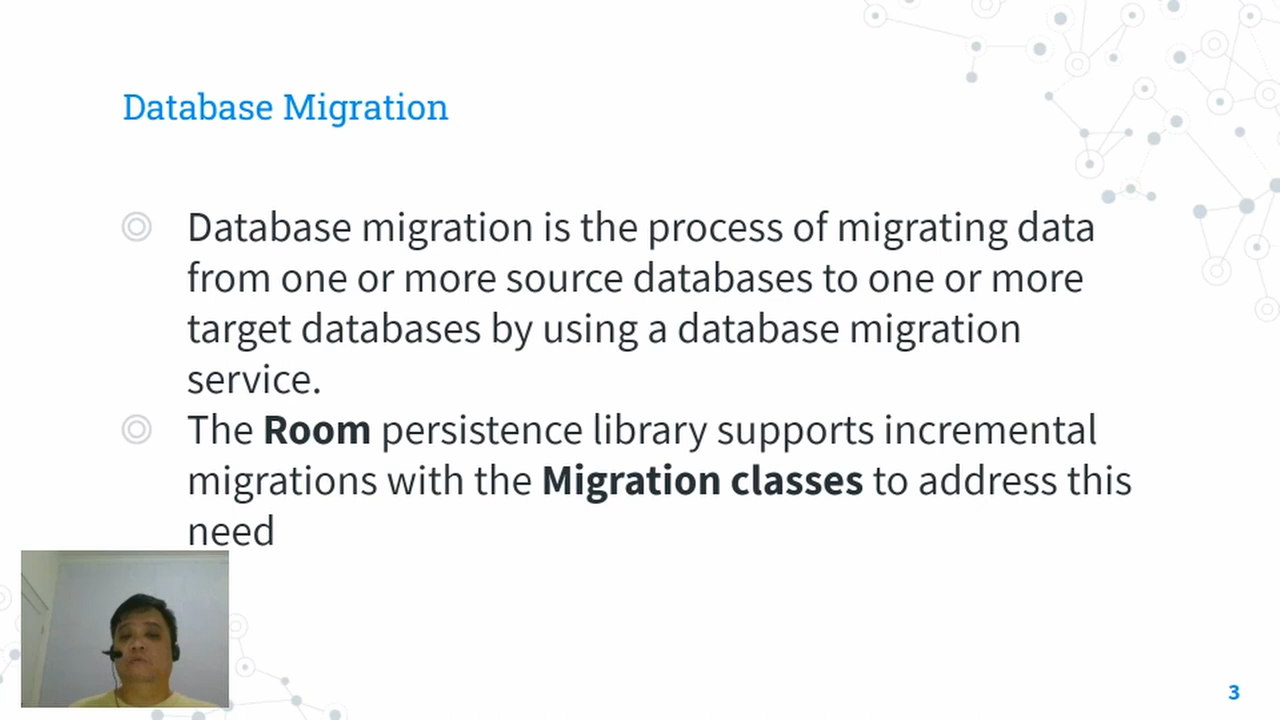 Database Migration
Database migration is the process of migrating data
from one or more source databases to one or more
target databases by using a database migration
service.
The Room persistence library supports incremental
migrations with the Migration classes to address this
need
3